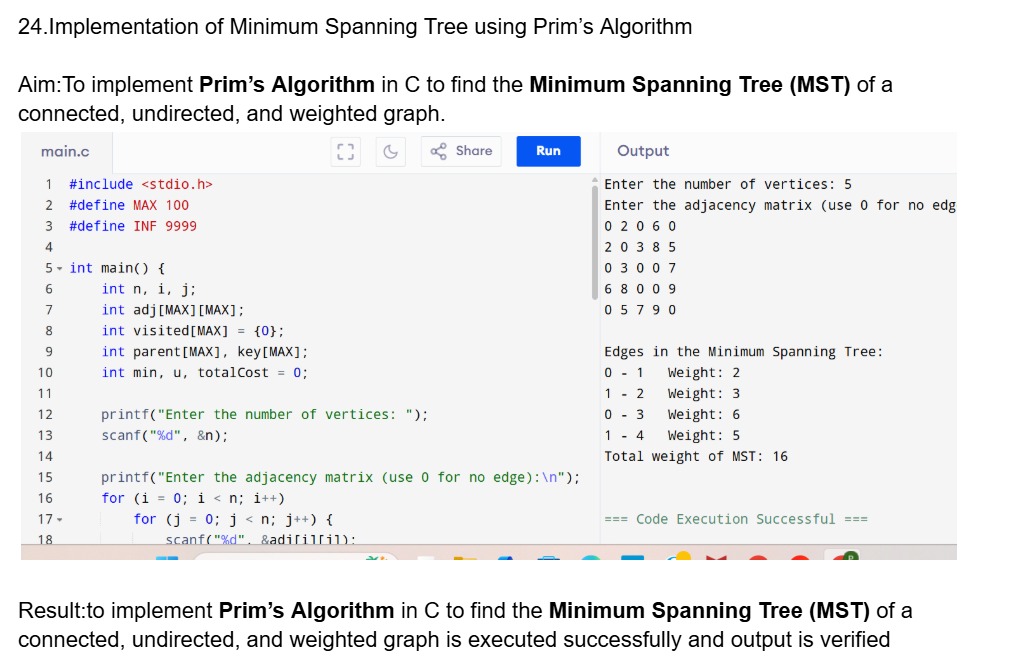 24.Implementation of Minimum Spanning Tree using Prim’s Algorithm
Aim:To implement Prim’s Algorithm in C to find the Minimum Spanning Tree (MST) of a
connected, undirected, and weighted graph.
main.c
Share
Run
1 #include <stdio.h>
2 #define MAX 100
3 #define INF 9999
4
5 int main() {
6 int n, i, j;
7 int adj[MAX][MAX];
8 int visited[MAX] = {0};
9 int parent[MAX], key[MAX];
10 int min, u, totalCost = 0;
11
12 printf("Enter the number of vertices: ");
13 scanf("%d", &n);
14
15 printf("Enter the adjacency matrix (use 0 for no edge):\n");
16 for (i = 0; i < n; i++)
17 for (j = 0; j < n; j++) {
18 scanf("%d", &adj[i][j]);
Output
Enter the number of vertices: 5
Enter the adjacency matrix (use 0 for no edg
0 2 0 6 0
2 0 3 8 5
0 3 0 0 7
6 8 0 0 9
0 5 7 9 0
Edges in the Minimum Spanning Tree:
0 - 1 Weight: 2
1 - 2 Weight: 3
0 - 3 Weight: 6
1 - 4 Weight: 5
Total weight of MST: 16
=== Code Execution Successful ===
Result:to implement Prim’s Algorithm in C to find the Minimum Spanning Tree (MST) of a
connected, undirected, and weighted graph is executed successfully and output is verified